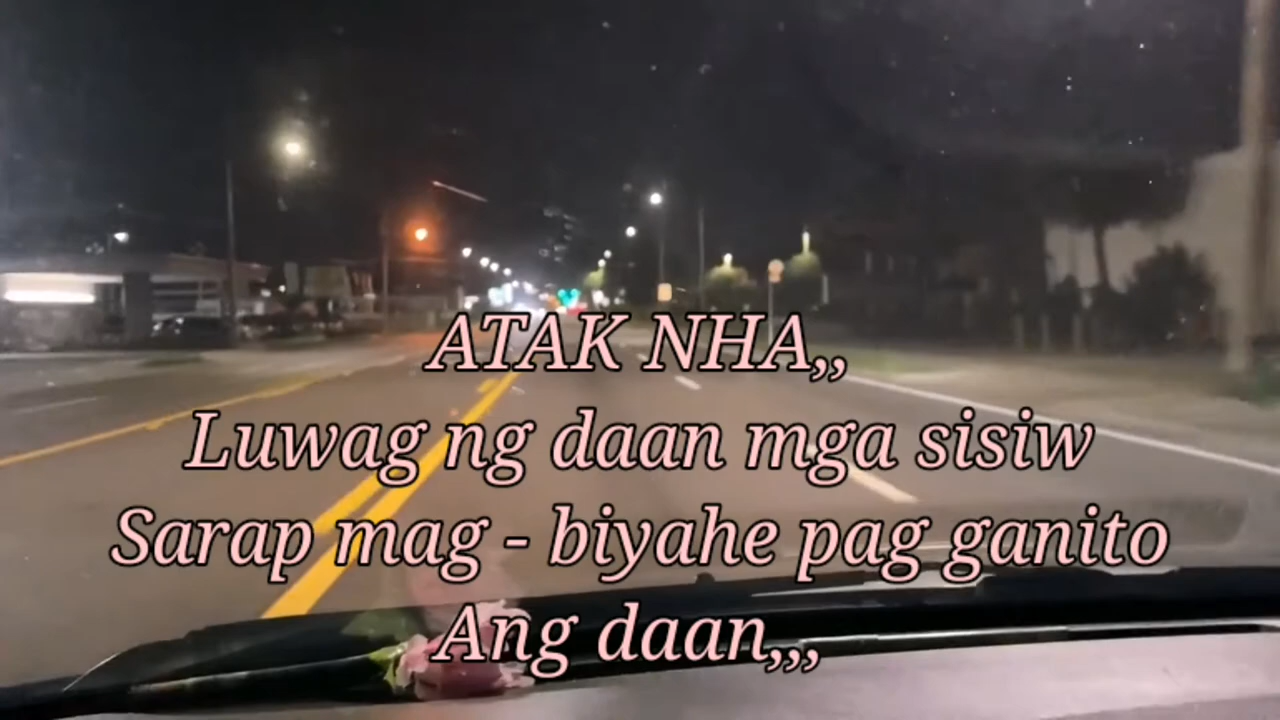 ATAK NHA,,
Luwag ng daan mga sisiw
Sarap mag - biyahe pag ganito
Ang daan,,,